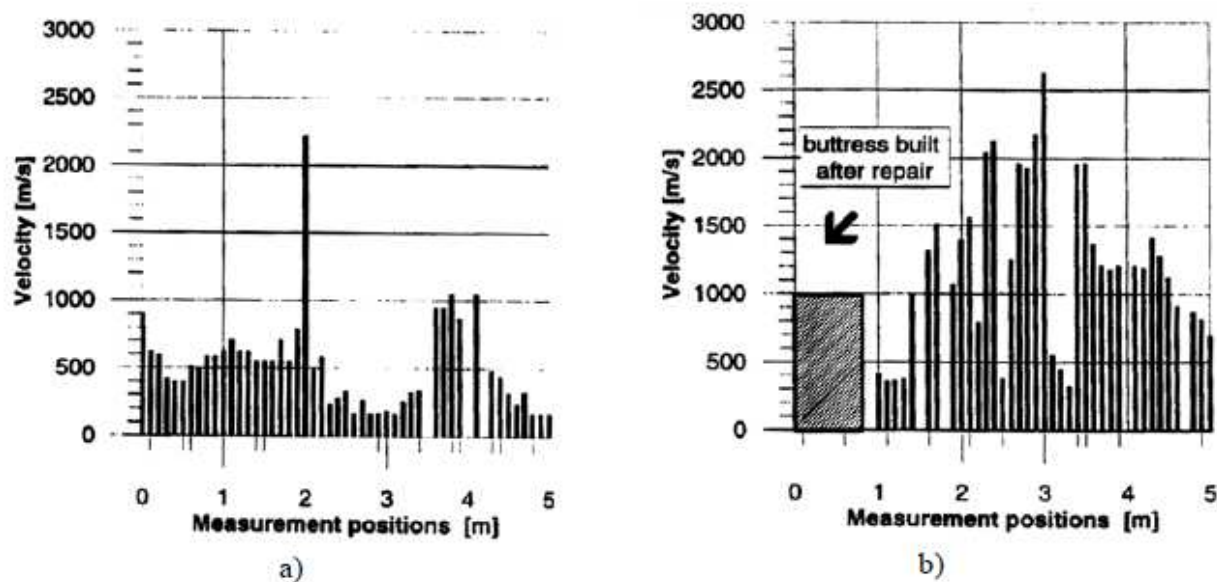 3000
2500
2000
1500
1000
500
0
Velocity [m/s]
0 1 2 3 4 5
Measurement positions [m]
a)
3000
2500
2000
1500
1000
500
0
Velocity [m/s]
buttress built
after repair
0 1 2 3 4 5
Measurement positions [m]
b)